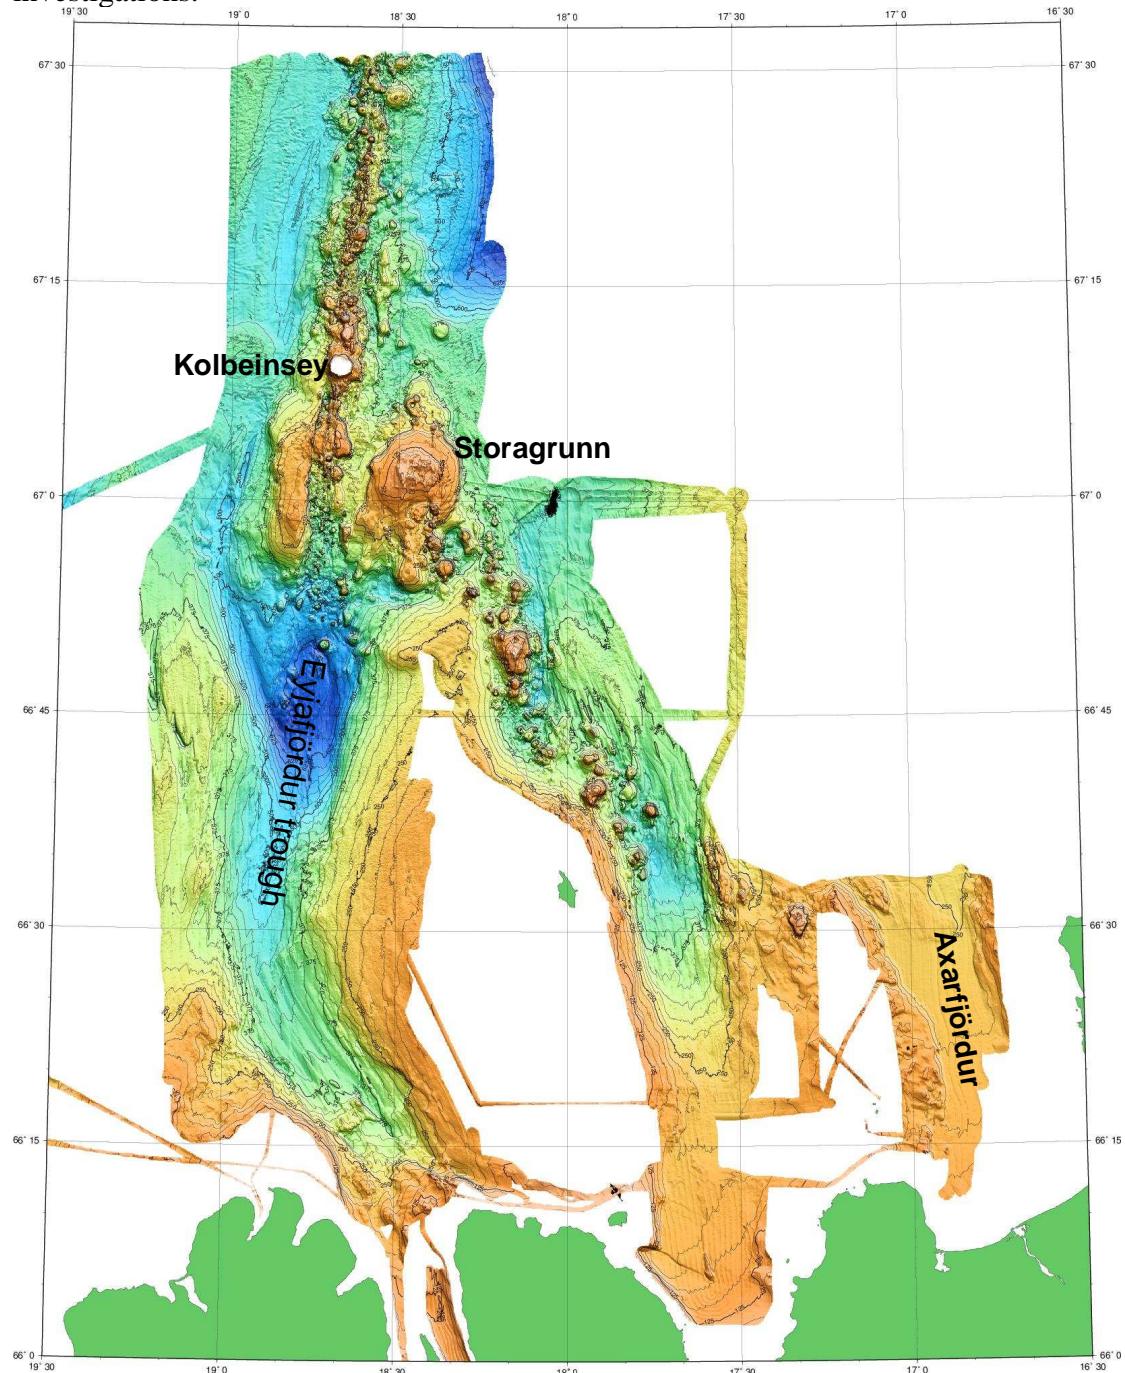 investigations.
19˚ 30 19˚ 0 18˚ 30 18˚ 0 17˚ 30 17˚ 0 16˚ 30
67˚ 30 67˚ 30
67˚ 15 67˚ 15
Kolbeinsey
Storagrunn
67˚ 0 67˚ 0
Eyjafjördur trough
66˚ 45 66˚ 45
66˚ 30 66˚ 30
Axarfjördur
66˚ 15 66˚ 15
66˚ 0 66˚ 0
19˚ 30 19˚ 0 18˚ 30 18˚ 0 17˚ 30 17˚ 0 16˚ 30